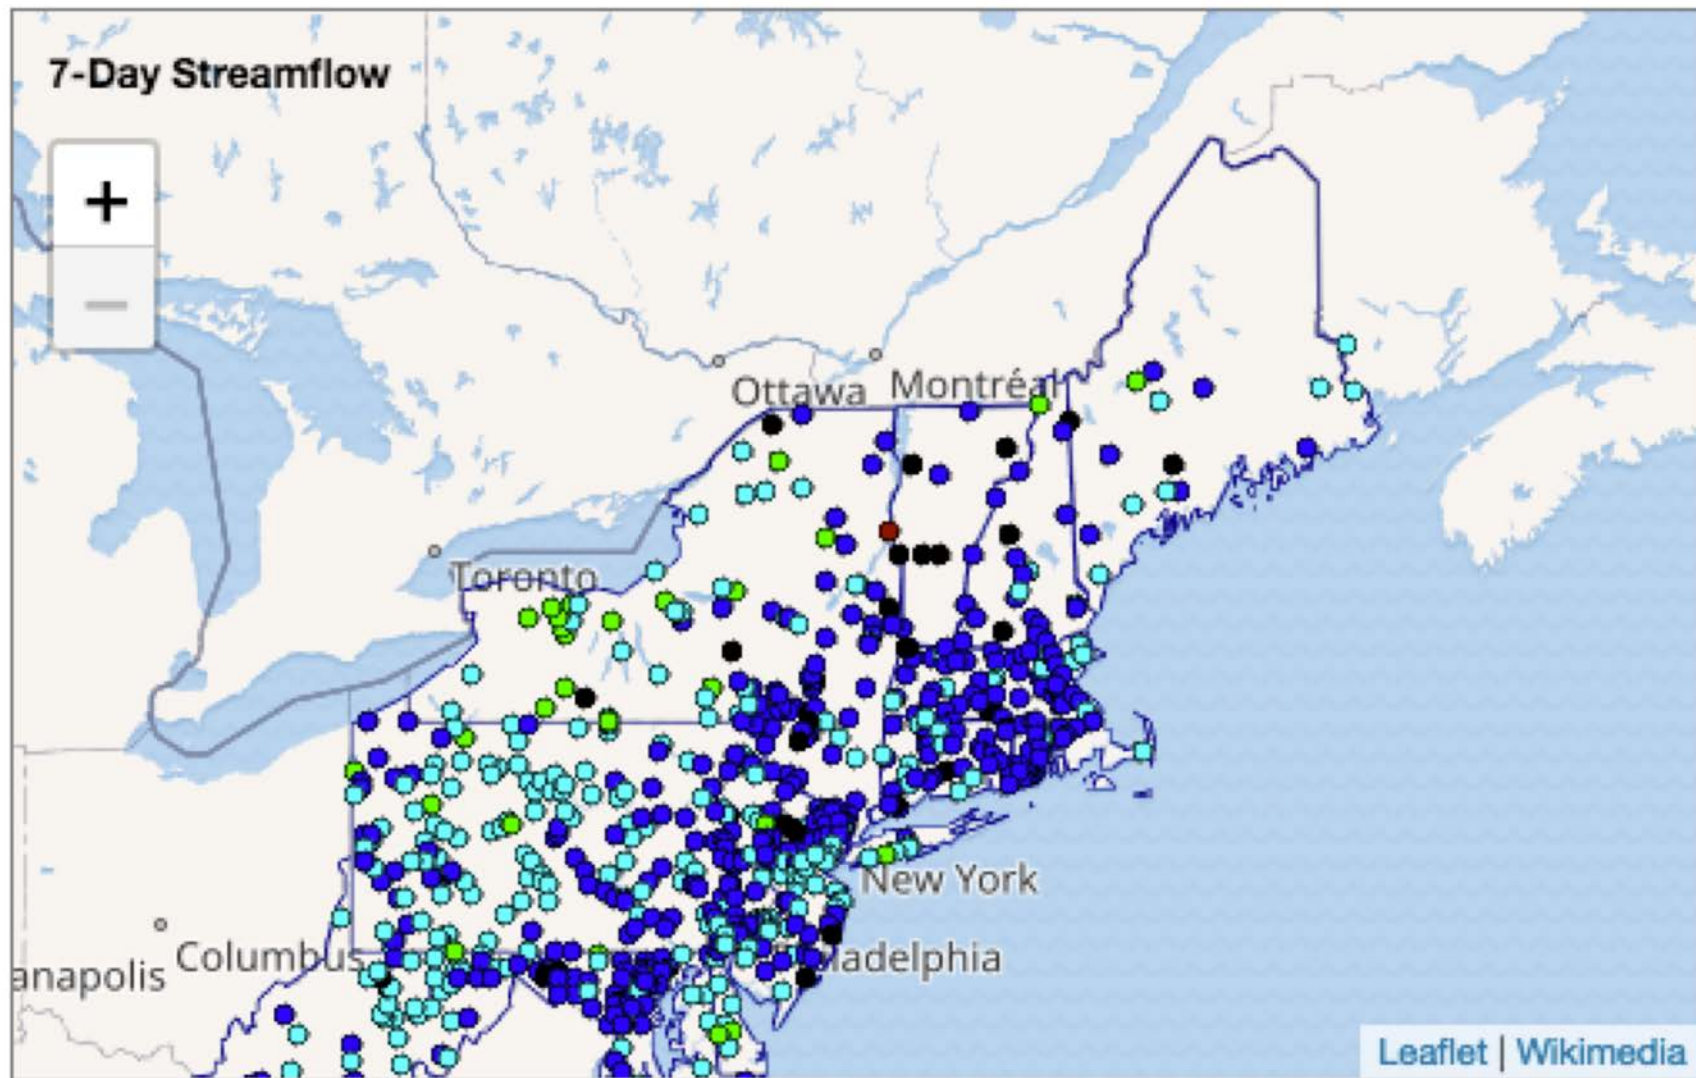 7-Day Streamflow
+
−
Ottawa
Montréal
Toronto
New York
Columbus
adelphia
anapolis
Leaflet | Wikimedia